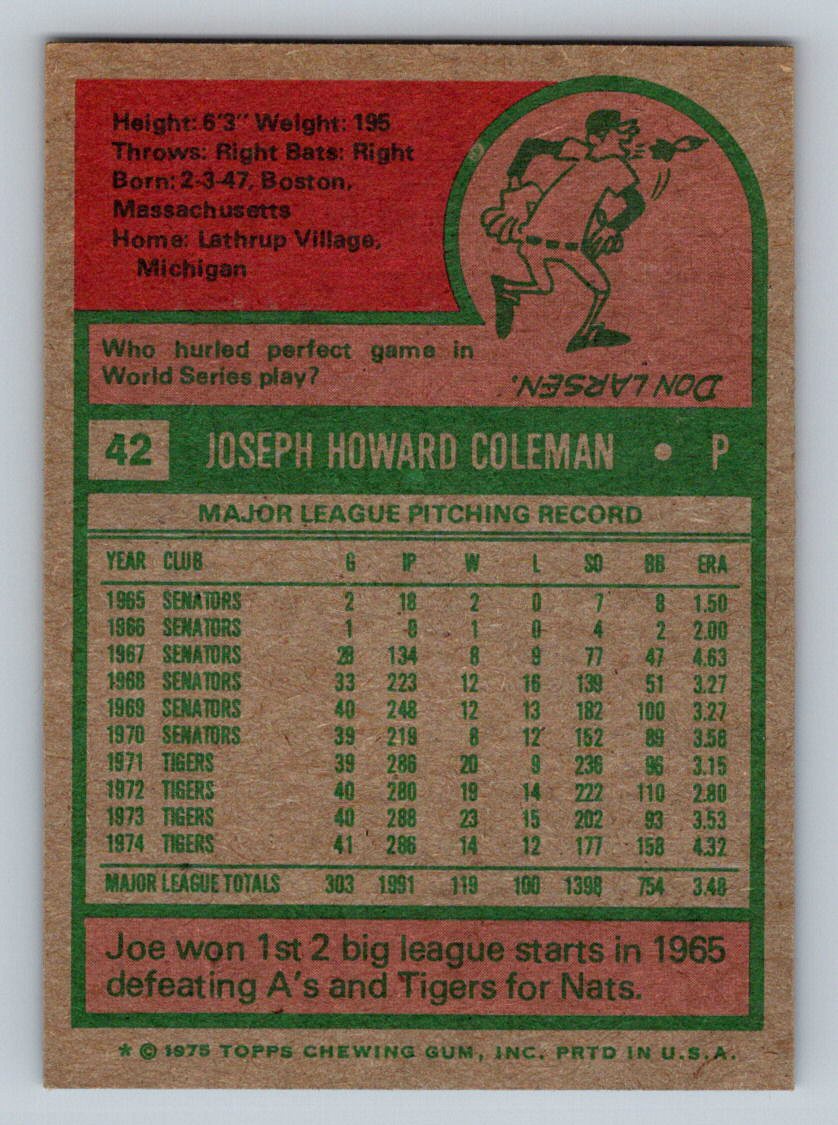 Height: 6'3" Weight: 195
Throws: Right Bats: Right
Born: 2-3-47, Boston,
Massachusetts
Home: Lathrup Village,
Michigan
Who hurled perfect game in
World Series play?
DON LARSEN.
42 JOSEPH HOWARD COLEMAN • P
MAJOR LEAGUE PITCHING RECORD
YEAR CLUB G IP W L SO BB ERA
1965 SENATORS 2 18 2 0 7 8 1.50
1966 SENATORS 1 9 1 0 4 2 2.00
1967 SENATORS 28 134 8 9 77 47 4.63
1968 SENATORS 33 223 12 16 139 51 3.27
1969 SENATORS 40 248 12 13 182 100 3.27
1970 SENATORS 39 219 8 12 152 89 3.58
1971 TIGERS 39 286 20 9 236 96 3.15
1972 TIGERS 40 280 19 14 222 110 2.80
1973 TIGERS 40 288 23 15 202 93 3.53
1974 TIGERS 41 286 14 12 177 158 4.32
MAJOR LEAGUE TOTALS 303 1991 119 100 1398 754 3.48
Joe won 1st 2 big league starts in 1965
defeating A's and Tigers for Nats.
* © 1975 TOPPS CHEWING GUM, INC. PRTD IN U.S.A.